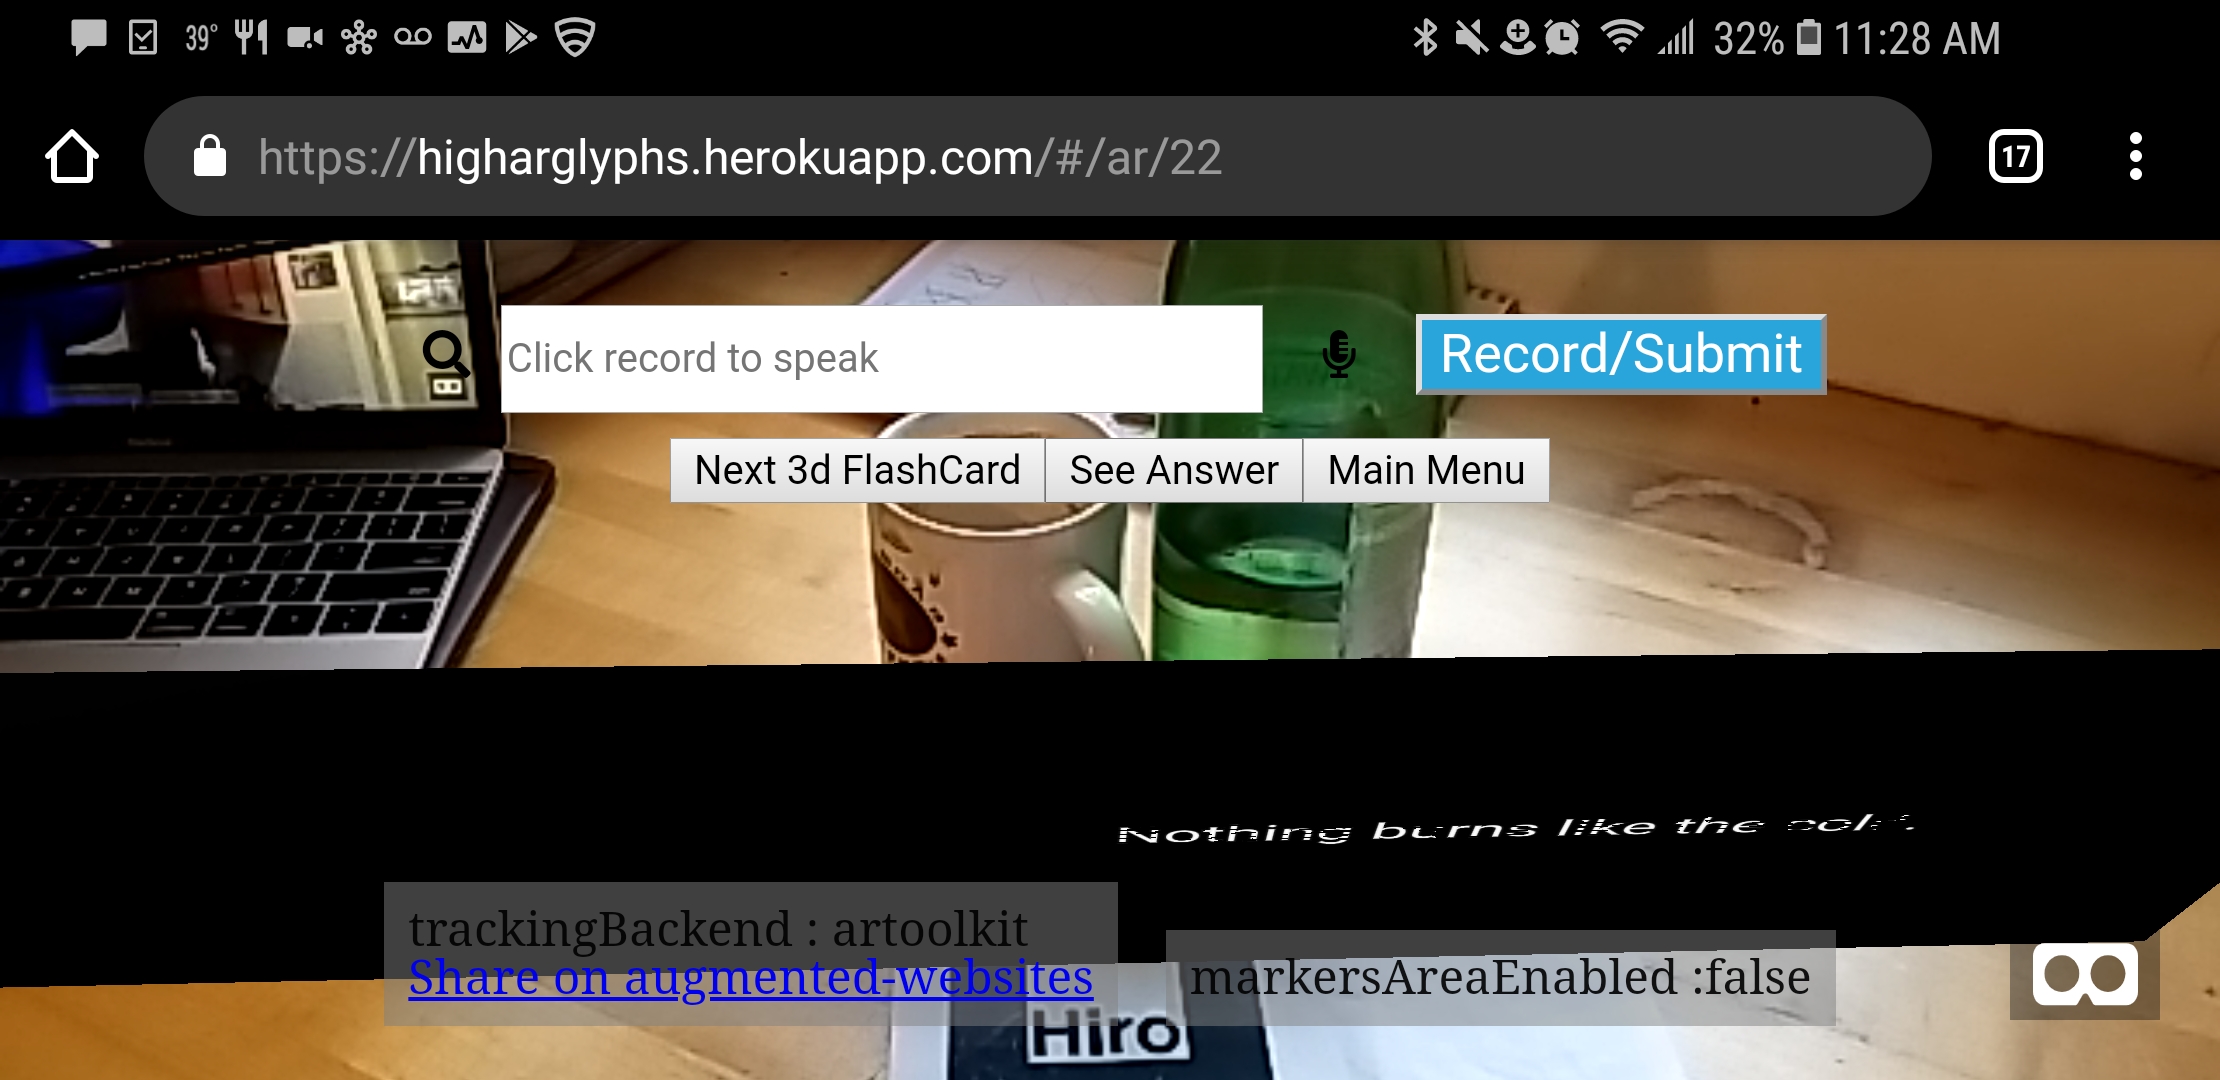 39°
32% 11:28 AM
https://higharglyphs.herokuapp.com/#/ar/22
17
Click record to speak
Record/Submit
Next 3d FlashCard
See Answer
Main Menu
Nothing burns like the cold.
trackingBackend : artoolkit
Share on augmented-websites
markersAreaEnabled :false
Hiro